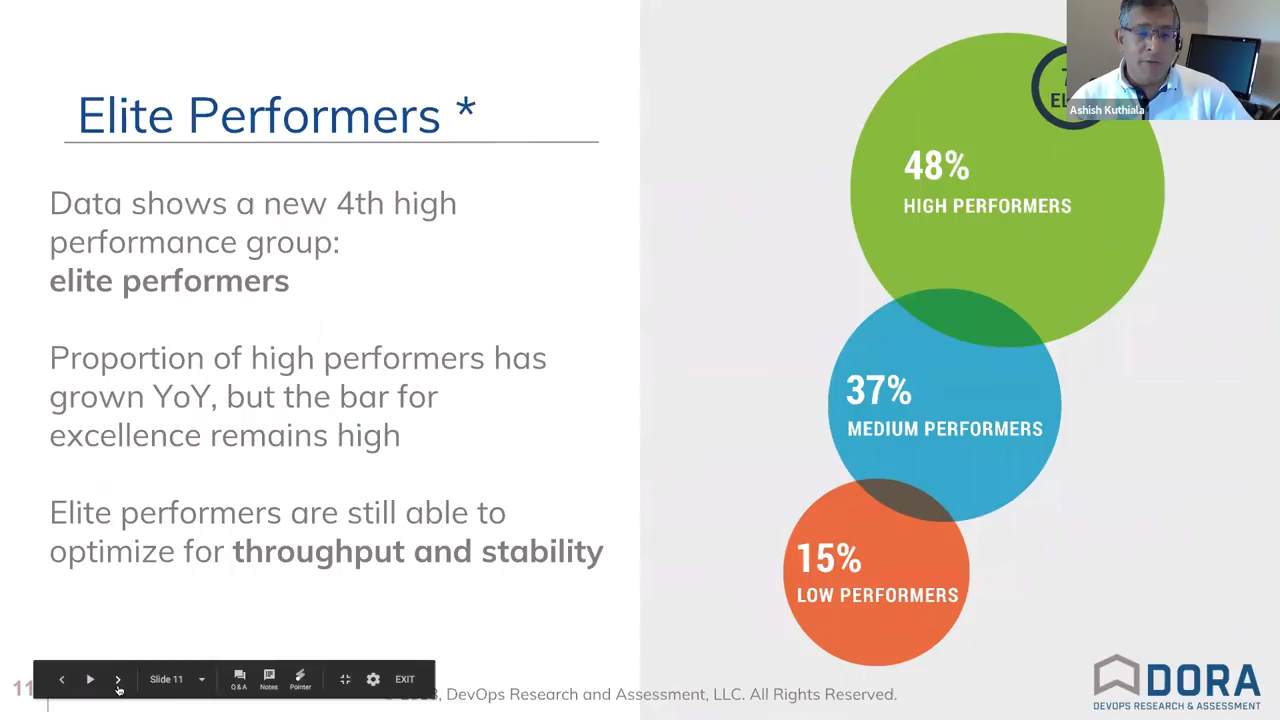 Elite Performers *
Data shows a new 4th high
performance group:
elite performers
Proportion of high performers has
grown YoY, but the bar for
excellence remains high
Elite performers are still able to
optimize for throughput and stability
48%
HIGH PERFORMERS
37%
MEDIUM PERFORMERS
15%
LOW PERFORMERS
Ashish Kuthiala
11
Slide 11
Q & A
Notes
Pointer
EXIT
DevOps Research and Assessment, LLC. All Rights Reserved.
DORA
DEVOPS RESEARCH & ASSESSMENT